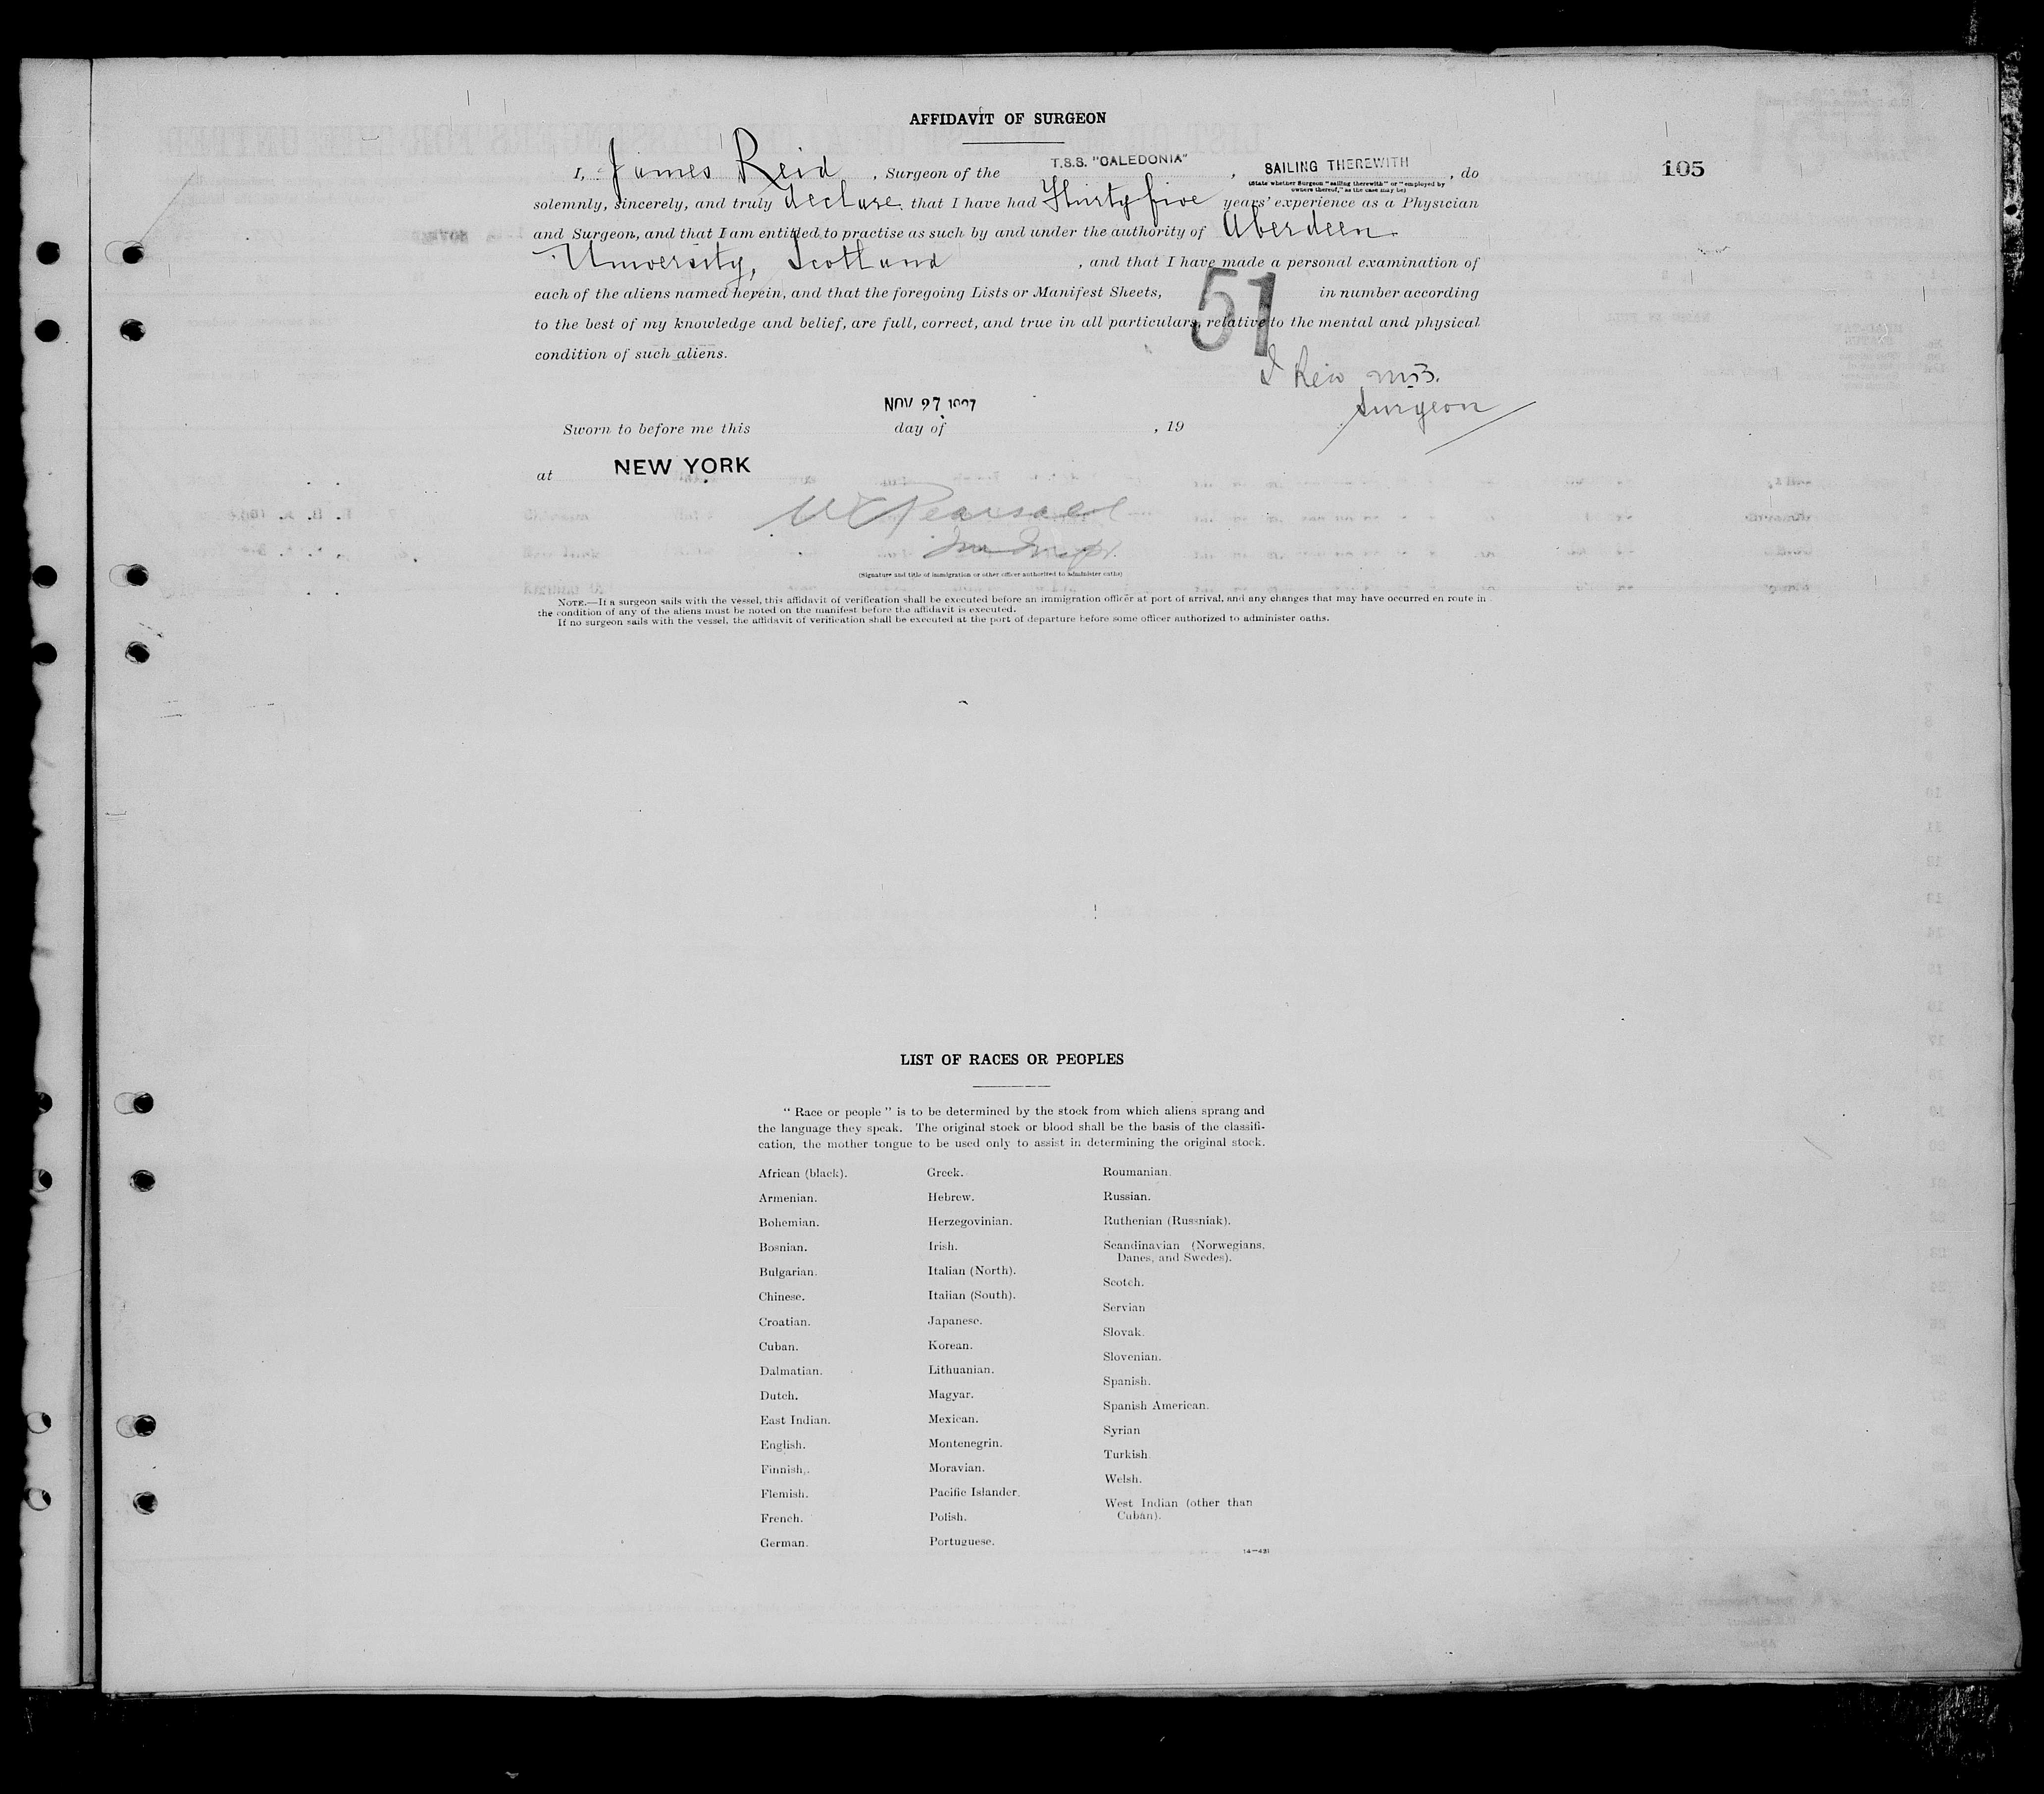 AFFIDAVIT OF SURGEON
105
I, James Reid, Surgeon of the T.S.S. "CALEDONIA", SAILING THEREWITH, do
(State whether Surgeon "sailing therewith" or "employed by
owners thereof," as the case may be)
solemnly, sincerely, and truly declare that I have had Thirty five years' experience as a Physician
and Surgeon, and that I am entitled to practise as such by and under the authority of Aberdeen
University, Scotland, and that I have made a personal examination of
each of the aliens named herein, and that the foregoing Lists or Manifest Sheets, 51 in number according
to the best of my knowledge and belief, are full, correct, and true in all particulars, relative to the mental and physical
condition of such aliens.
J Reid M.B.
Surgeon
NOV 27 1907
Sworn to before me this day of , 19
at NEW YORK
Pearsall
(Signature and title of immigration or other officer authorized to administer oaths)
NOTE.—If a surgeon sails with the vessel, this affidavit of verification shall be executed before an immigration officer at port of arrival, and any changes that may have occurred en route in
the condition of any of the aliens must be noted on the manifest before the affidavit is executed.
If no surgeon sails with the vessel, the affidavit of verification shall be executed at the port of departure before some officer authorized to administer oaths.
LIST OF RACES OR PEOPLES
"Race or people" is to be determined by the stock from which aliens sprang and
the language they speak. The original stock or blood shall be the basis of the classifi-
cation, the mother tongue to be used only to assist in determining the original stock.
African (black).
Armenian.
Bohemian.
Bosnian.
Bulgarian.
Chinese.
Croatian.
Cuban.
Dalmatian.
Dutch.
East Indian.
English.
Finnish.
Flemish.
French.
German.
Greek.
Hebrew.
Herzegovinian.
Irish.
Italian (North).
Italian (South).
Japanese.
Korean.
Lithuanian.
Magyar.
Mexican.
Montenegrin.
Moravian.
Pacific Islander.
Polish.
Portuguese.
Roumanian.
Russian.
Ruthenian (Russniak).
Scandinavian (Norwegians,
Danes, and Swedes).
Scotch.
Servian
Slovak.
Slovenian.
Spanish.
Spanish American.
Syrian
Turkish.
Welsh.
West Indian (other than
Cuban).
14—421